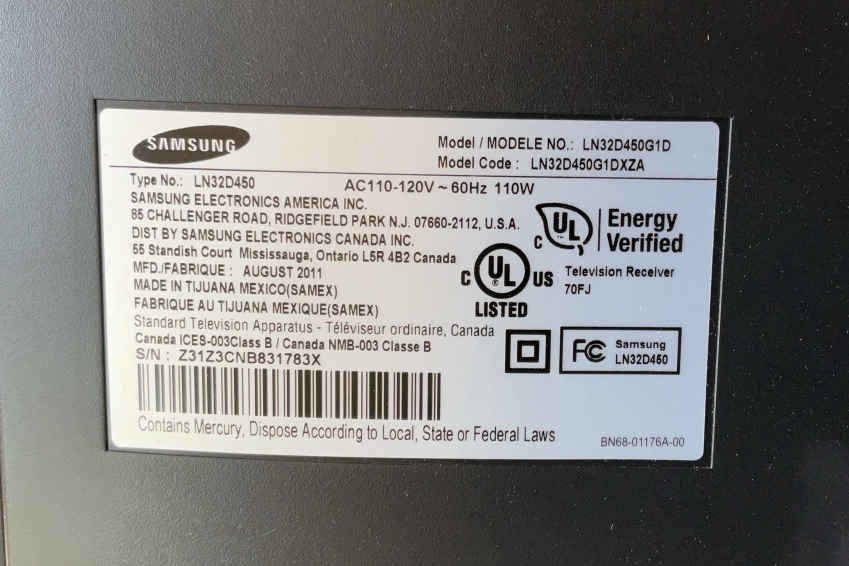 SAMSUNG
Model / MODELE NO.: LN32D450G1D
Model Code : LN32D450G1DXZA
Type No.: LN32D450
AC110-120V ~ 60Hz 110W
SAMSUNG ELECTRONICS AMERICA INC.
85 CHALLENGER ROAD, RIDGEFIELD PARK N.J. 07660-2112, U.S.A.
DIST BY SAMSUNG ELECTRONICS CANADA INC.
55 Standish Court Mississauga, Ontario L5R 4B2 Canada
MFD./FABRIQUE : AUGUST 2011
MADE IN TIJUANA MEXICO(SAMEX)
FABRIQUE AU TIJUANA MEXIQUE(SAMEX)
Standard Television Apparatus - Téléviseur ordinaire, Canada
Canada ICES-003Class B / Canada NMB-003 Classe B
S/N : Z31Z3CNB831783X
Contains Mercury, Dispose According to Local, State or Federal Laws
C UL Energy
Verified
C UL ® US
LISTED
Television Receiver
70FJ
FC Samsung
LN32D450
BN68-01176A-00